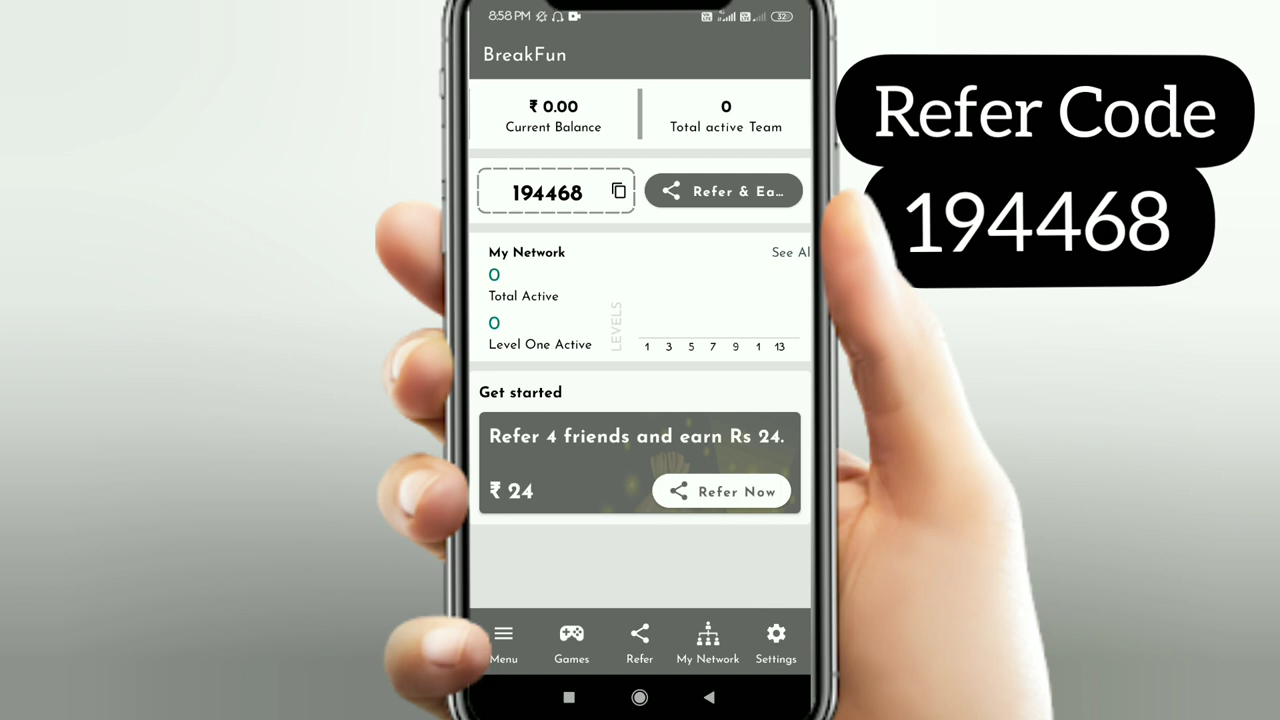 8:58 PM
32
BreakFun
₹ 0.00
Current Balance
0
Total active Team
194468
Refer & Ea...
My Network
See Al
0
Total Active
0
Level One Active
LEVELS
1 3 5 7 9 1 13
Get started
Refer 4 friends and earn Rs 24.
₹ 24
Refer Now
Menu
Games
Refer
My Network
Settings
Refer Code
194468